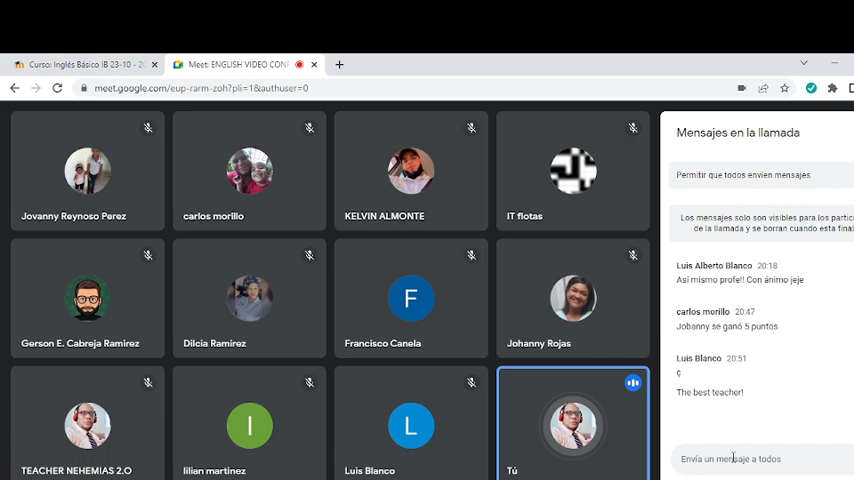 Curso: Inglés Básico IB 23-10 - 20
Meet: ENGLISH VIDEO CONF
meet.google.com/eup-rarm-zoh?pli=1&authuser=0
Jovanny Reynoso Perez
carlos morillo
KELVIN ALMONTE
IT flotas
Gerson E. Cabreja Ramirez
Dilcia Ramirez
F
Francisco Canela
Johanny Rojas
TEACHER NEHEMIAS 2.O
l
lilian martinez
L
Luis Blanco
Tú
Mensajes en la llamada
Permitir que todos envíen mensajes
Los mensajes solo son visibles para los partici
de la llamada y se borran cuando esta final
Luis Alberto Blanco 20:18
Así mismo profe!! Con ánimo jeje
carlos morillo 20:47
Jobanny se ganó 5 puntos
Luis Blanco 20:51
ç
The best teacher!
Envía un mensaje a todos